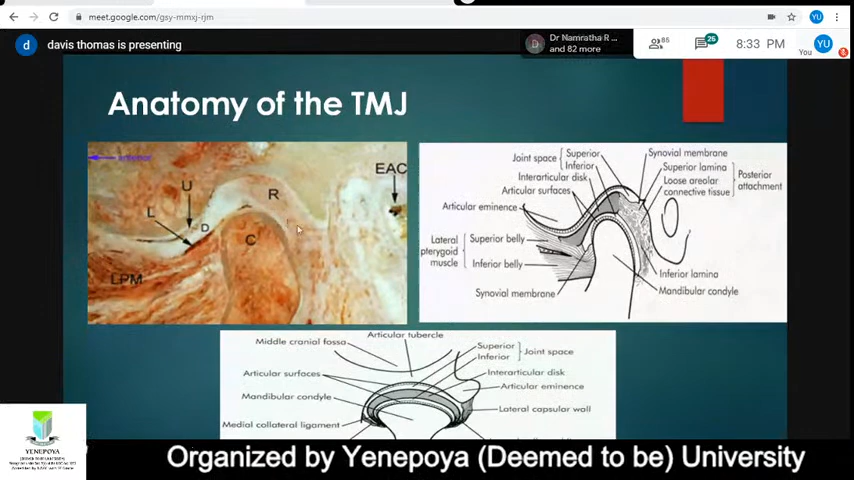 meet.google.com/gsy-mmxj-rjm
YU
d
davis thomas is presenting
D
Dr Namratha R ...
and 82 more
85
26
8:33 PM
You
YU
Anatomy of the TMJ
anterior
EAC
U
R
L
D
C
LPM
Joint space
Superior
Inferior
Interarticular disk
Articular surfaces
Articular eminence
Lateral
pterygoid
muscle
Superior belly
Inferior belly
Synovial membrane
Synovial membrane
Superior lamina
Loose areolar
connective tissue
Posterior
attachment
Inferior lamina
Mandibular condyle
Articular tubercle
Middle cranial fossa
Superior
Inferior
Joint space
Articular surfaces
Interarticular disk
Articular eminence
Mandibular condyle
Lateral capsular wall
Medial collateral ligament
YENEPOYA
Organized by Yenepoya (Deemed to be) University